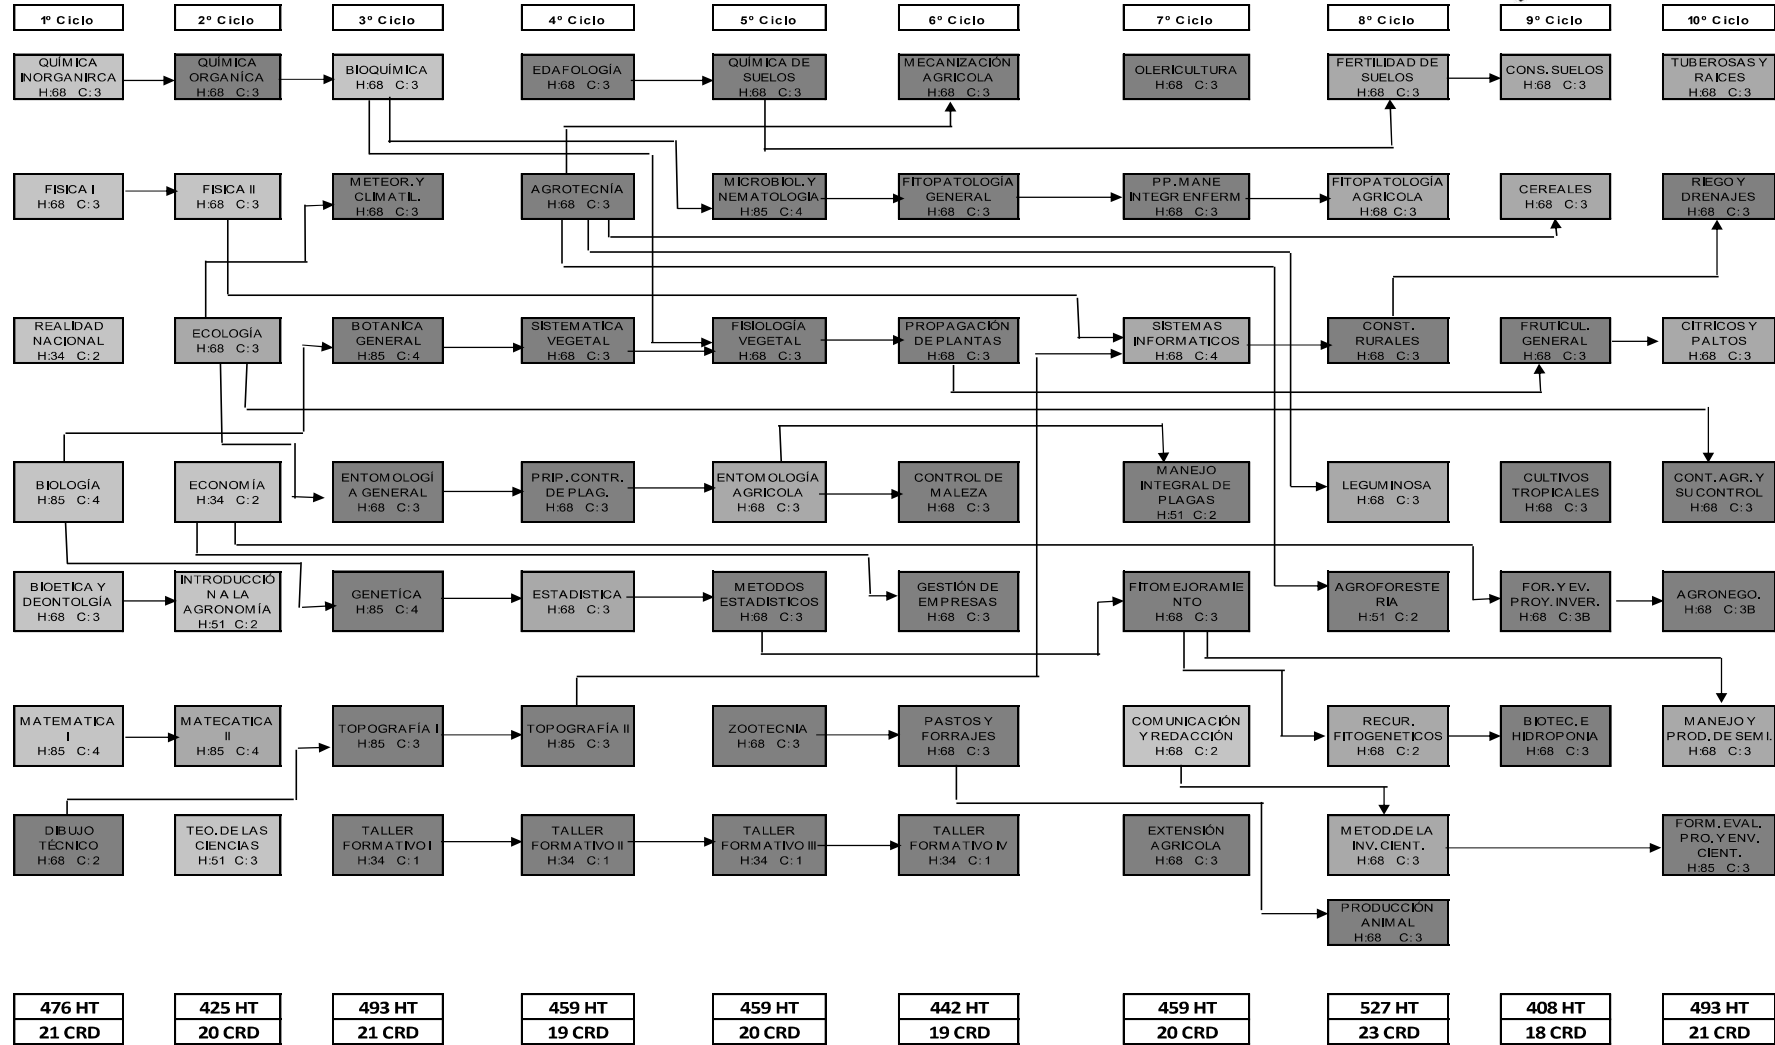 1º Ciclo
2º Ciclo
3º Ciclo
4º Ciclo
5º Ciclo
6º Ciclo
7º Ciclo
8º Ciclo
9º Ciclo
10º Ciclo
QUÍMICA
INORGANIRCA
H:68 C:3
QUÍMICA
ORGANÍCA
H:68 C:3
BIOQUÍMICA
H:68 C:3
EDAFOLOGÍA
H:68 C:3
QUÍMICA DE
SUELOS
H:68 C:3
MECANIZACIÓN
AGRICOLA
H:68 C:3
OLERICULTURA
H:68 C:3
FERTILIDAD DE
SUELOS
H:68 C:3
CONS. SUELOS
H:68 C:3
TUBEROSAS Y
RAICES
H:68 C:3
FISICA I
H:68 C:3
FISICA II
H:68 C:3
METEOR. Y
CLIMATIL.
H:68 C:3
AGROTECNÍA
H:68 C:3
MICROBIOL. Y
NEMATOLOGIA
H:85 C:4
FITOPATOLOGÍA
GENERAL
H:68 C:3
PP. MANE
INTEGR ENFERM
H:68 C:3
FITOPATOLOGÍA
AGRÍCOLA
H:68 C:3
CEREALES
H:68 C:3
RIEGO Y
DRENAJES
H:68 C:3
REALIDAD
NACIONAL
H:34 C:2
ECOLOGÍA
H:68 C:3
BOTANICA
GENERAL
H:85 C:4
SISTEMATICA
VEGETAL
H:68 C:3
FISIOLOGÍA
VEGETAL
H:68 C:3
PROPAGACIÓN
DE PLANTAS
H:68 C:3
SISTEMAS
INFORMATICOS
H:68 C:4
CONST.
RURALES
H:68 C:3
FRUTICUL.
GENERAL
H:68 C:3
CITRICOS Y
PALTOS
H:68 C:3
BIOLOGÍA
H:85 C:4
ECONOMÍA
H:34 C:2
ENTOMOLOGÍ
A GENERAL
H:68 C:3
PRIP. CONTR.
DE PLAG.
H:68 C:3
ENTOMOLOGÍA
AGRICOLA
H:68 C:3
CONTROL DE
MALEZA
H:68 C:3
MANEJO
INTEGRAL DE
PLAGAS
H:51 C:2
LEGUMINOSA
H:68 C:3
CULTIVOS
TROPICALES
H:68 C:3
CONT. AGR. Y
SU CONTROL
H:68 C:3
BIOETICA Y
DEONTOLGÍA
H:68 C:3
INTRODUCCIÓ
N A LA
AGRONOMÍA
H:51 C:2
GENETÍCA
H:85 C:4
ESTADISTICA
H:68 C:3
METODOS
ESTADISTICOS
H:68 C:3
GESTIÓN DE
EMPRESAS
H:68 C:3
FITOMEJORAMIE
NTO
H:68 C:3
AGROFORESTE
RÍA
H:51 C:2
FOR. Y EV.
PROY. INVER.
H:68 C:3B
AGRONEGO.
H:68 C:3B
MATEMATICA
I
H:85 C:4
MATECATICA
II
H:85 C:4
TOPOGRAFÍA I
H:85 C:3
TOPOGRAFÍA II
H:85 C:3
ZOOTECNÍA
H:68 C:3
PASTOS Y
FORRAJES
H:68 C:3
COMUNICACIÓN
Y REDACCIÓN
H:68 C:2
RECUR.
FITOGENETICOS
H:68 C:2
BIOTEC. E
HIDROPONIA
H:68 C:3
MANEJO Y
PROD. DE SEMI.
H:68 C:3
DIBUJO
TÉCNICO
H:68 C:2
TEO. DE LAS
CIENCIAS
H:51 C:3
TALLER
FORMATIVO I
H:34 C:1
TALLER
FORMATIVO II
H:34 C:1
TALLER
FORMATIVO III
H:34 C:1
TALLER
FORMATIVO IV
H:34 C:1
EXTENSIÓN
AGRICOLA
H:68 C:3
METOD. DE LA
INV. CIENT.
H:68 C:3
FORM. EVAL.
PRO. Y ENV.
CIENT.
H:85 C:3
PRODUCCIÓN
ANIMAL
H:68 C:3
476 HT
425 HT
493 HT
459 HT
459 HT
442 HT
459 HT
527 HT
408 HT
493 HT
21 CRD
20 CRD
21 CRD
19 CRD
20 CRD
19 CRD
20 CRD
23 CRD
18 CRD
21 CRD